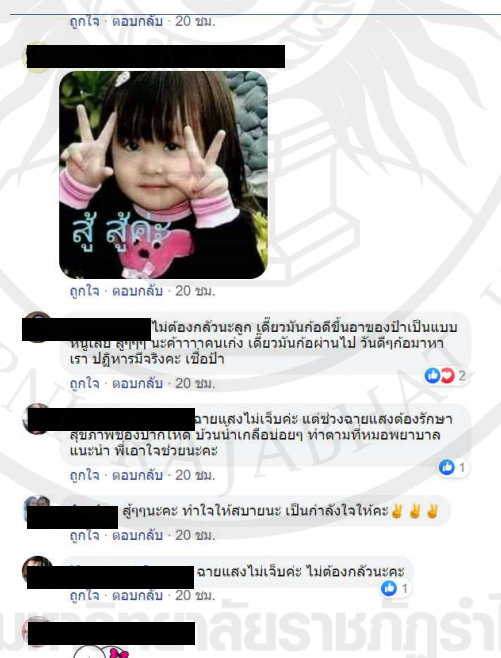 ถูกใจ · ตอบกลับ · 20 ชม.
สู้ สู้ค่ะ
ถูกใจ · ตอบกลับ · 20 ชม.
ไม่ต้องกลัวนะลูก เดี๋ยวมันก้อดีขึ้นอาของป้าเป็นแบบ
หนูเลย สู้ๆๆๆ นะค้าาาาคนเก่ง เดี๋ยวมันก้อผ่านไป วันดีๆก้อมาหา
เรา ปฏิหารมีจริงคะ เชื่อป้า
ถูกใจ · ตอบกลับ · 20 ชม.
2
ฉายแสงไม่เจ็บค่ะ แต่ช่วงฉายแสงต้องรักษา
สุขภาพช่องปากให้ดี บ้วนน้ำเกลือบ่อยๆ ทำตามที่หมอพยาบาล
แนะนำ พี่เอาใจช่วยนะคะ
ถูกใจ · ตอบกลับ · 20 ชม.
1
สู้ๆๆนะคะ ทำใจให้สบายนะ เป็นกำลังใจให้คะ✌✌✌
ถูกใจ · ตอบกลับ · 20 ชม.
ฉายแสงไม่เจ็บค่ะ ไม่ต้องกลัวนะคะ
ถูกใจ · ตอบกลับ · 20 ชม.
1